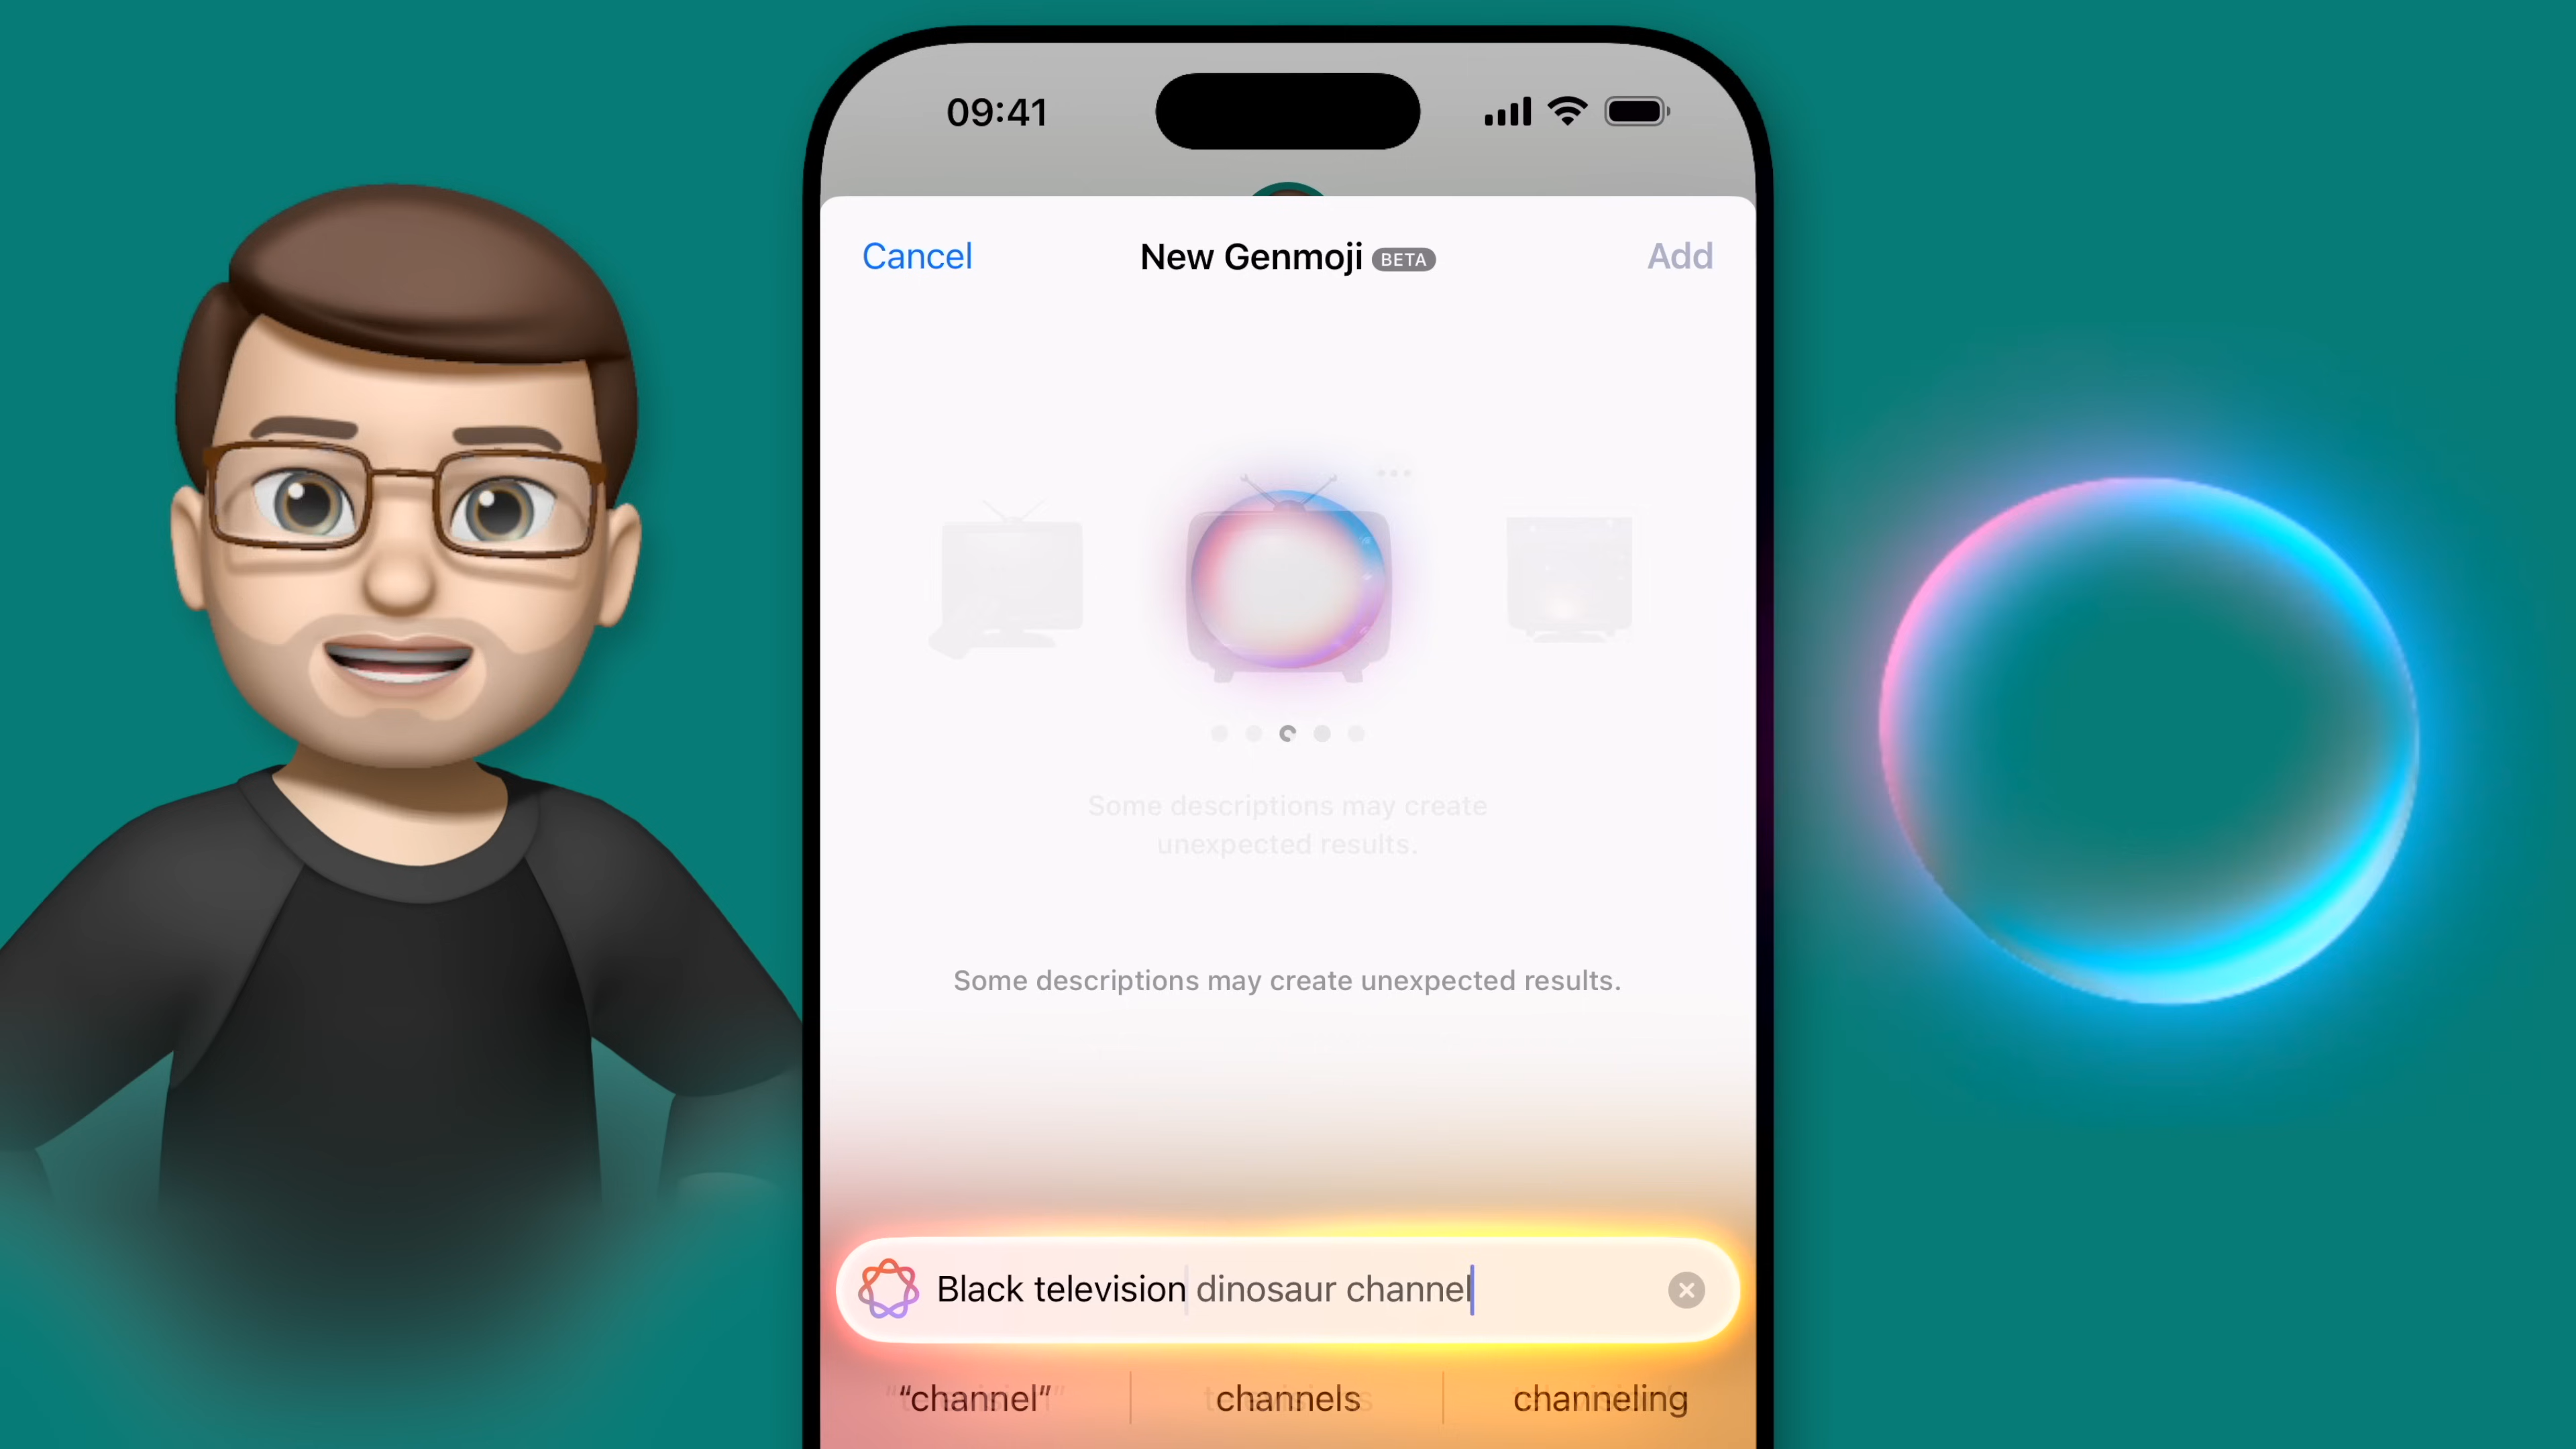 09:41
Cancel
New Genmoji BETA
Add
Some descriptions may create
unexpected results.
Some descriptions may create unexpected results.
Black television dinosaur channel
“channel” channels channeling